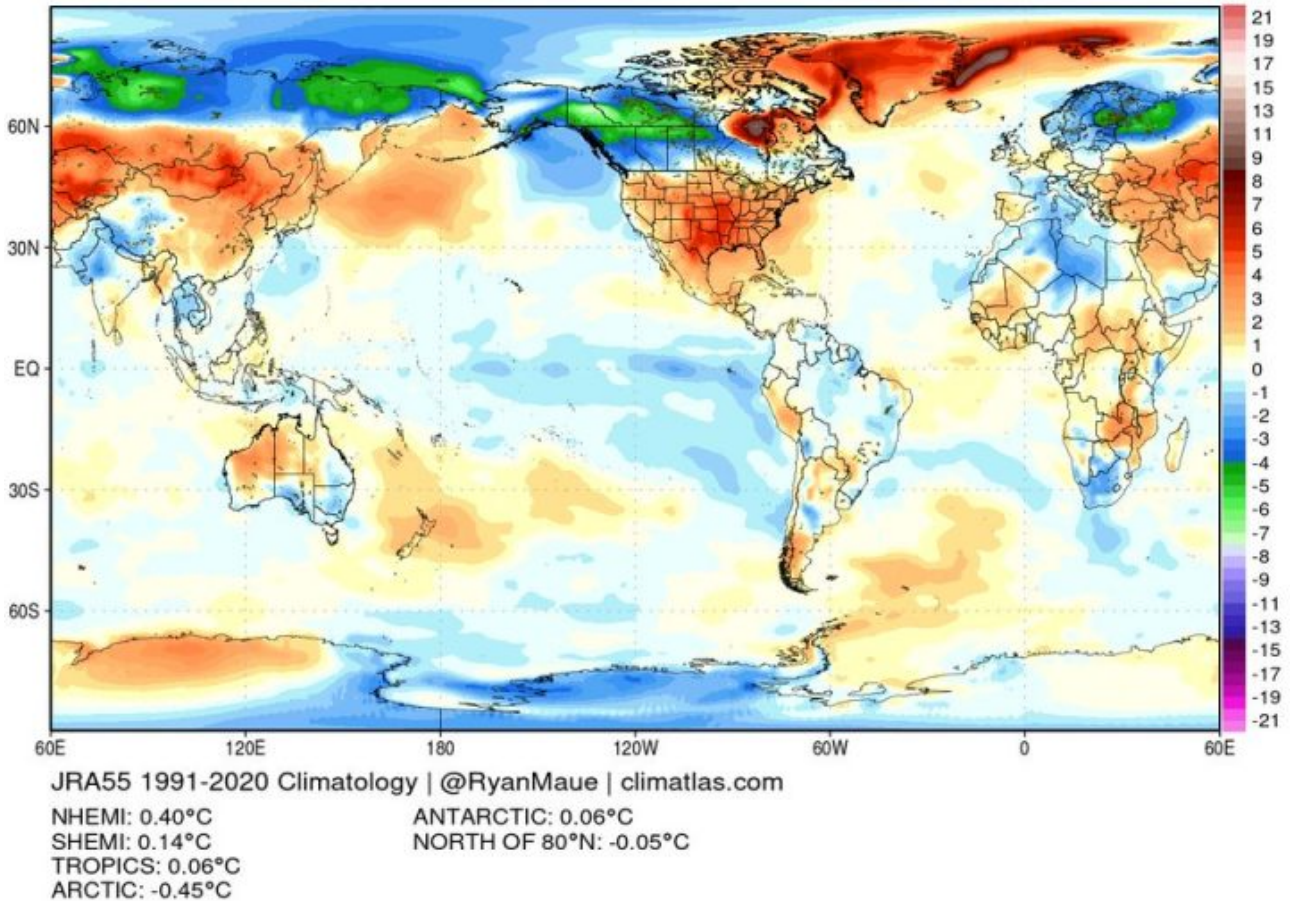 60N
30N
EQ
30S
60S
60E 120E 180 120W 60W 0 60E
21
19
17
15
13
11
9
8
7
6
5
4
3
2
1
0
-1
-2
-3
-4
-5
-6
-7
-8
-9
-11
-13
-15
-17
-19
-21
JRA55 1991-2020 Climatology | @RyanMaue | climatlas.com
NHEMI: 0.40°C
SHEMI: 0.14°C
TROPICS: 0.06°C
ARCTIC: -0.45°C
ANTARCTIC: 0.06°C
NORTH OF 80°N: -0.05°C